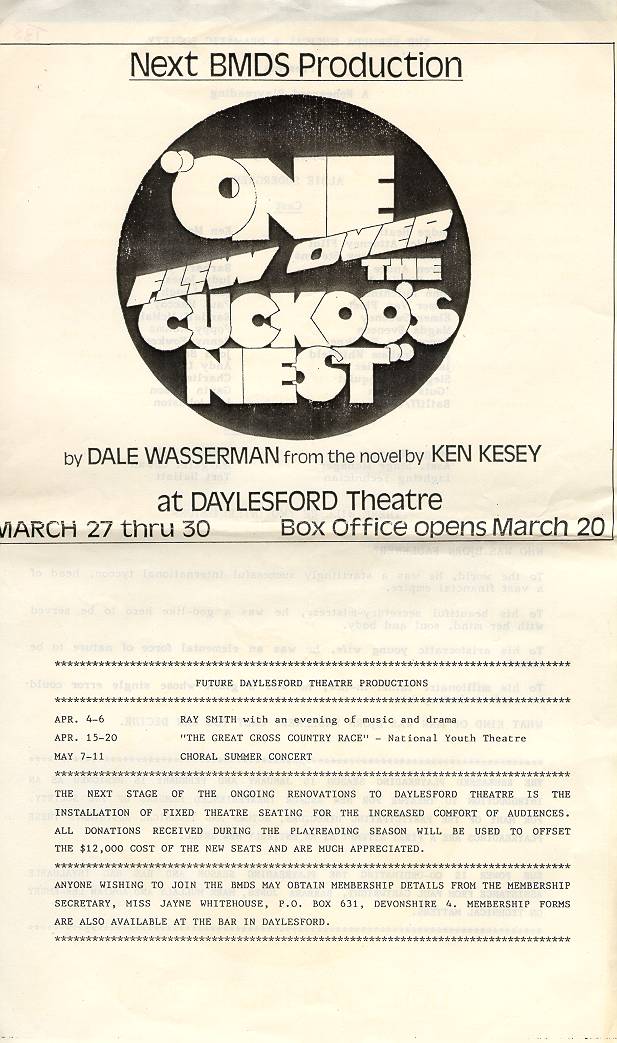 Next BMDS Production
"ONE
FLEW OVER
THE
CUCKOO'S
NEST"
by DALE WASSERMAN from the novel by KEN KESEY
at DAYLESFORD Theatre
MARCH 27 thru 30 Box Office opens March 20
********************************************************************************
FUTURE DAYLESFORD THEATRE PRODUCTIONS
********************************************************************************
APR. 4-6 RAY SMITH with an evening of music and drama
APR. 15-20 "THE GREAT CROSS COUNTRY RACE" - National Youth Theatre
MAY 7-11 CHORAL SUMMER CONCERT
********************************************************************************
THE NEXT STAGE OF THE ONGOING RENOVATIONS TO DAYLESFORD THEATRE IS THE
INSTALLATION OF FIXED THEATRE SEATING FOR THE INCREASED COMFORT OF AUDIENCES.
ALL DONATIONS RECEIVED DURING THE PLAYREADING SEASON WILL BE USED TO OFFSET
THE $12,000 COST OF THE NEW SEATS AND ARE MUCH APPRECIATED.
********************************************************************************
ANYONE WISHING TO JOIN THE BMDS MAY OBTAIN MEMBERSHIP DETAILS FROM THE MEMBERSHIP
SECRETARY, MISS JAYNE WHITEHOUSE, P.O. BOX 631, DEVONSHIRE 4. MEMBERSHIP FORMS
ARE ALSO AVAILABLE AT THE BAR IN DAYLESFORD.
********************************************************************************